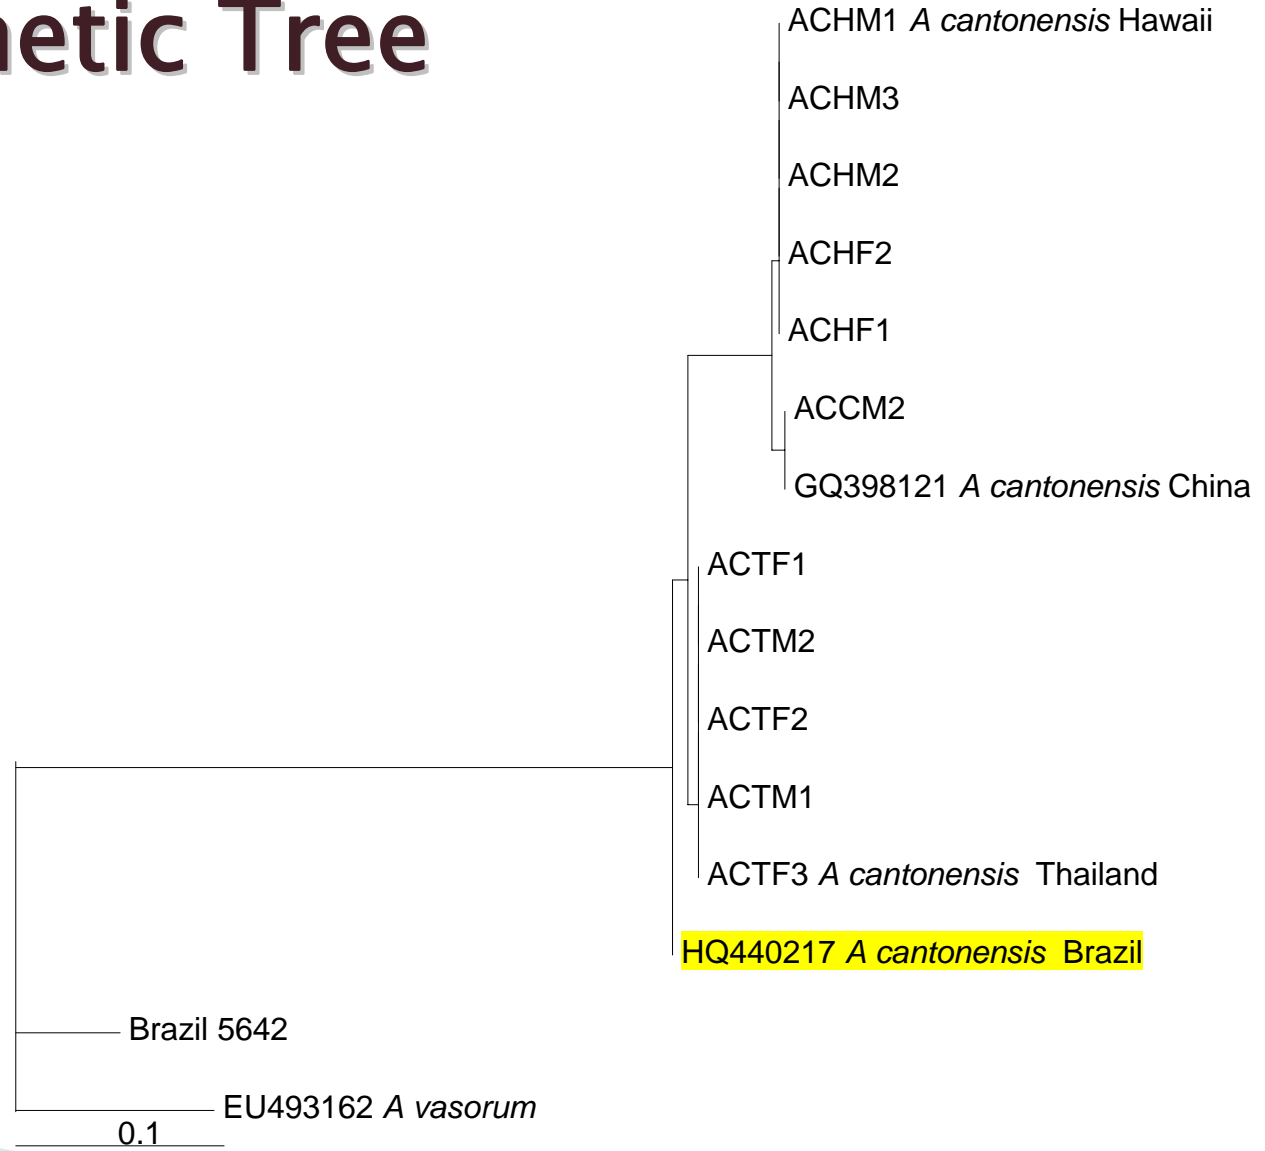 netic Tree
ACHM1 A cantonensis Hawaii
ACHM3
ACHM2
ACHF2
ACHF1
ACCM2
GQ398121 A cantonensis China
ACTF1
ACTM2
ACTF2
ACTM1
ACTF3 A cantonensis Thailand
HQ440217 A cantonensis Brazil
Brazil 5642
EU493162 A vasorum
0.1